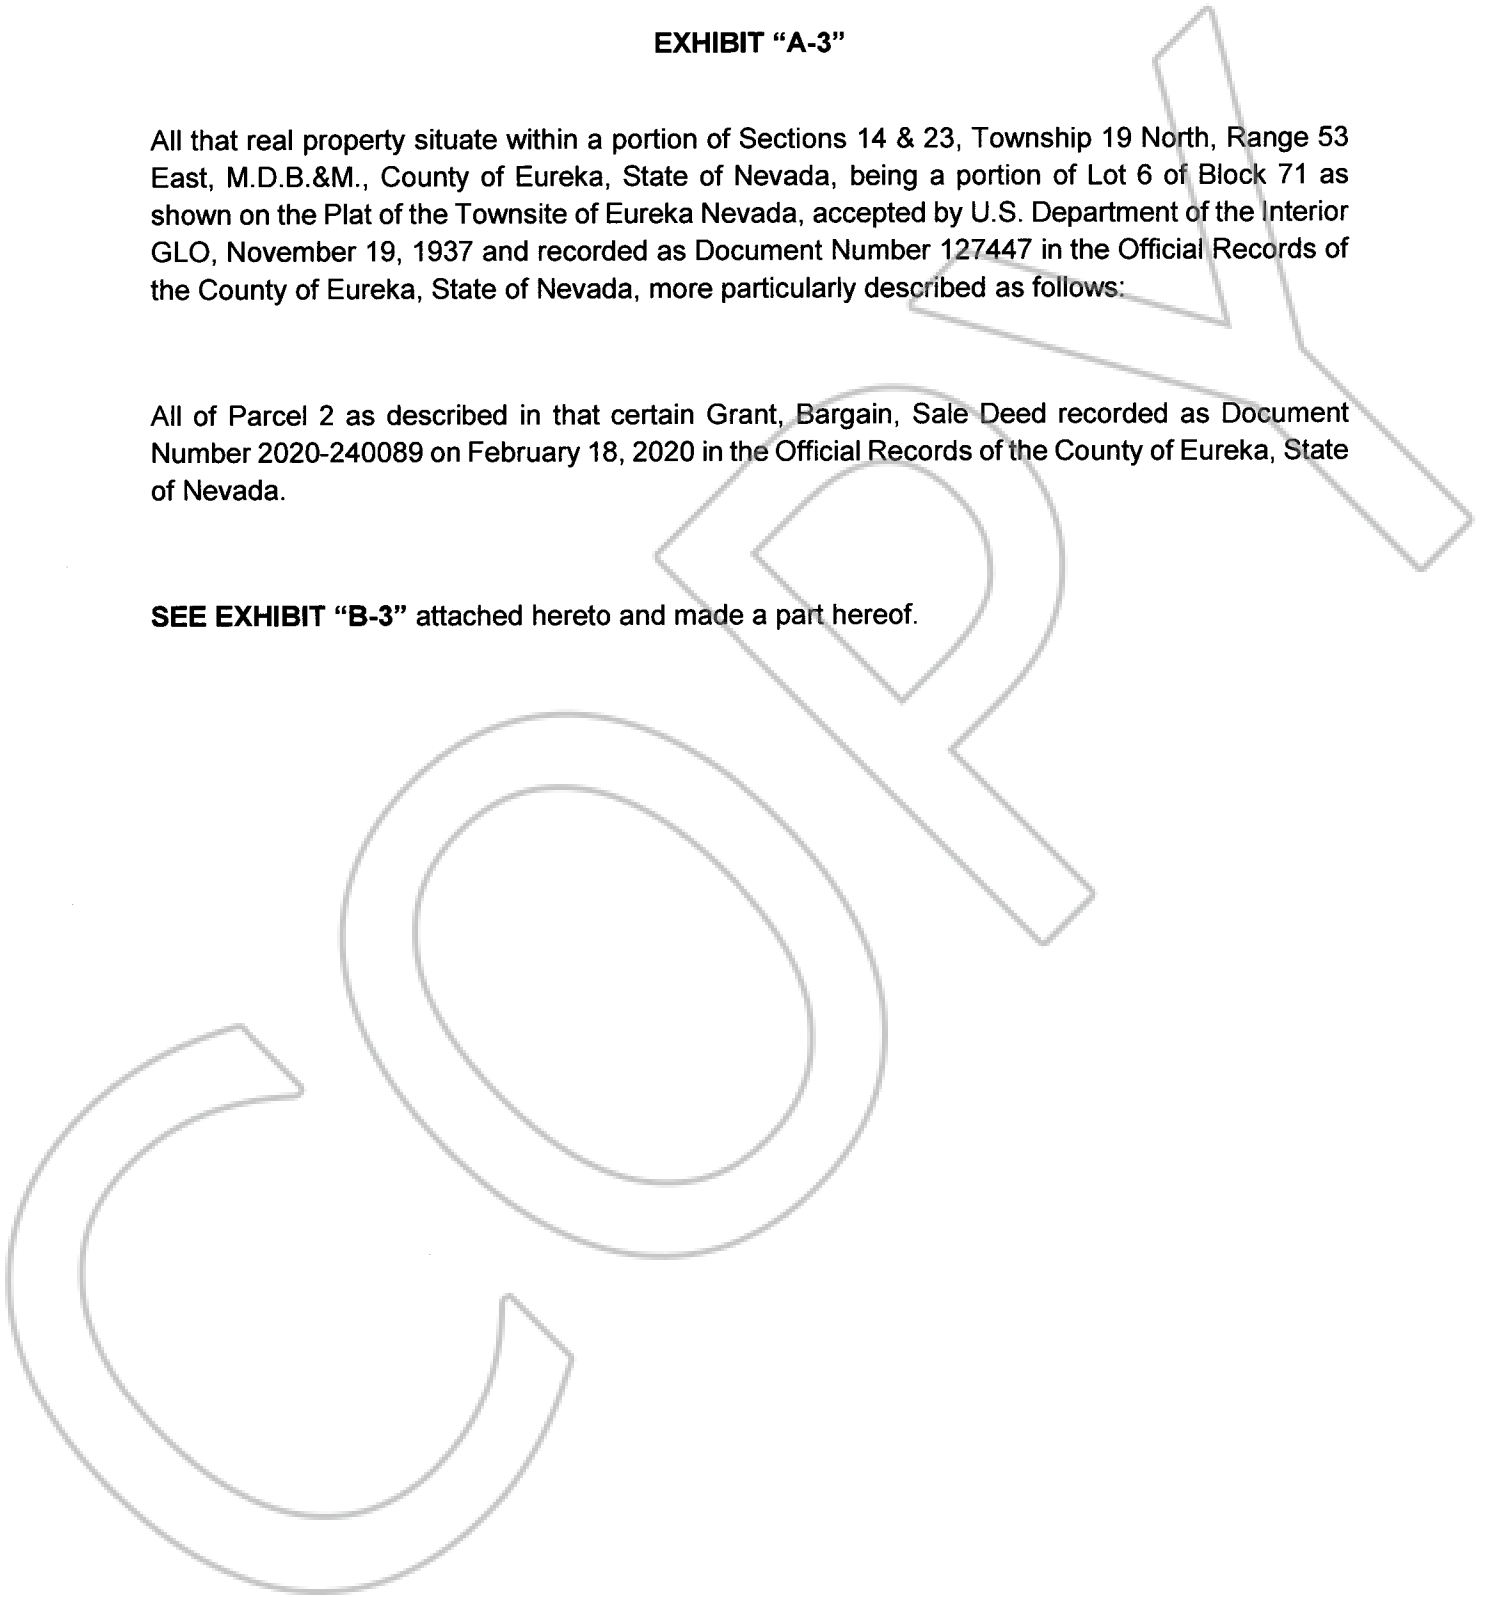 EXHIBIT “A-3”
All that real property situate within a portion of Sections 14 & 23, Township 19 North, Range 53
East, M.D.B.&M., County of Eureka, State of Nevada, being a portion of Lot 6 of Block 71 as
shown on the Plat of the Townsite of Eureka Nevada, accepted by U.S. Department of the Interior
GLO, November 19, 1937 and recorded as Document Number 127447 in the Official Records of
the County of Eureka, State of Nevada, more particularly described as follows:
All of Parcel 2 as described in that certain Grant, Bargain, Sale Deed recorded as Document
Number 2020-240089 on February 18, 2020 in the Official Records of the County of Eureka, State
of Nevada.
SEE EXHIBIT “B-3” attached hereto and made a part hereof.
COPY